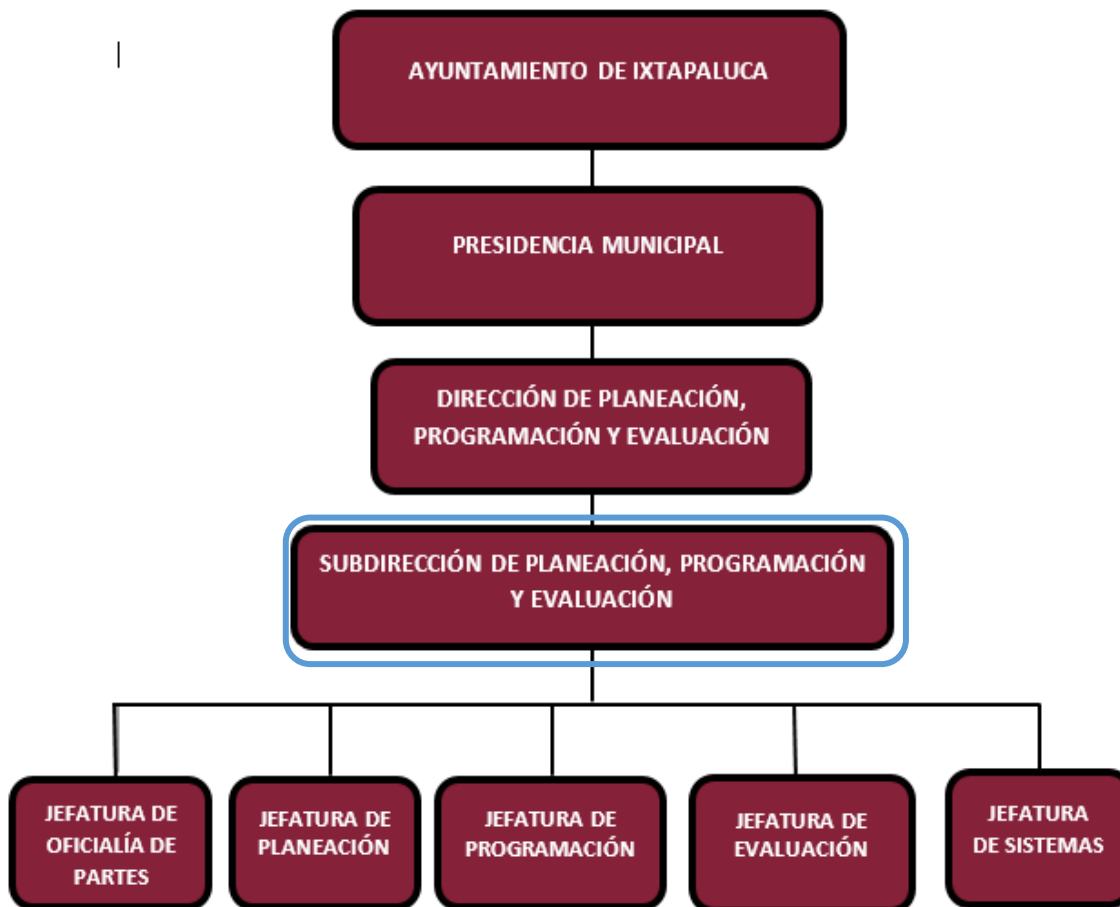 AYUNTAMIENTO DE IXTAPALUCA
PRESIDENCIA MUNICIPAL
DIRECCIÓN DE PLANEACIÓN,
PROGRAMACIÓN Y EVALUACIÓN
SUBDIRECCIÓN DE PLANEACIÓN, PROGRAMACIÓN
Y EVALUACIÓN
JEFATURA DE
OFICIALÍA DE
PARTES
JEFATURA DE
PLANEACIÓN
JEFATURA DE
PROGRAMACIÓN
JEFATURA DE
EVALUACIÓN
JEFATURA
DE SISTEMAS